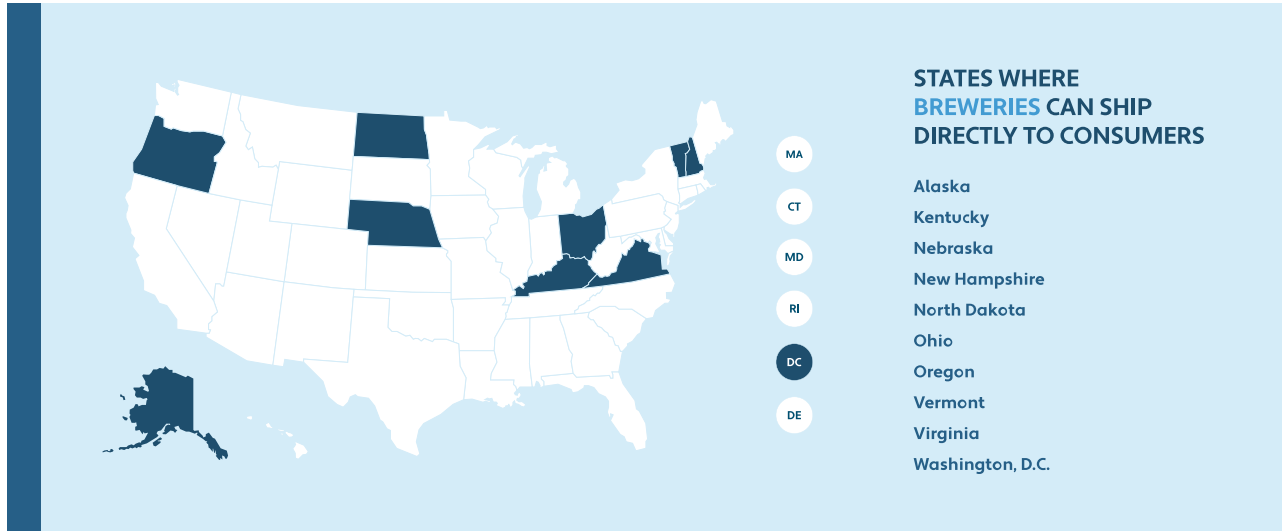 STATES WHERE
BREWERIES CAN SHIP
DIRECTLY TO CONSUMERS
MA
CT
MD
RI
DC
DE
Alaska
Kentucky
Nebraska
New Hampshire
North Dakota
Ohio
Oregon
Vermont
Virginia
Washington, D.C.